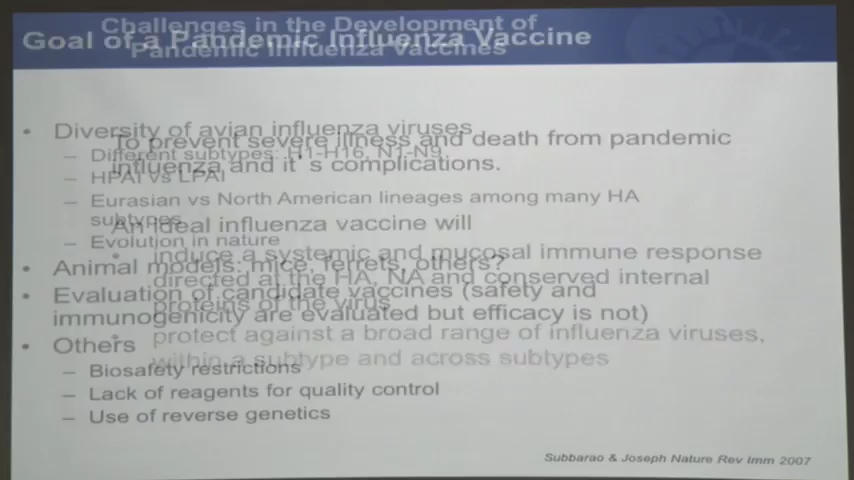 Challenges in the Development of
Pandemic Influenza Vaccines
Goal of a Pandemic Influenza Vaccine
• Diversity of avian influenza viruses
– Different subtypes: H1-H16, N1-N9,
– HPAI vs LPAI
– Eurasian vs North American lineages among many HA
subtypes
– Evolution in nature
• Animal models: mice, ferrets, others?
• Evaluation of candidate vaccines (safety and
immunogenicity are evaluated but efficacy is not)
• Others
– Biosafety restrictions
– Lack of reagents for quality control
– Use of reverse genetics
To prevent severe illness and death from pandemic
influenza and it's complications.
An ideal influenza vaccine will
• induce a systemic and mucosal immune response
directed at the HA, NA and conserved internal
proteins of the virus
• protect against a broad range of influenza viruses,
within a subtype and across subtypes
Subbarao & Joseph Nature Rev Imm 2007